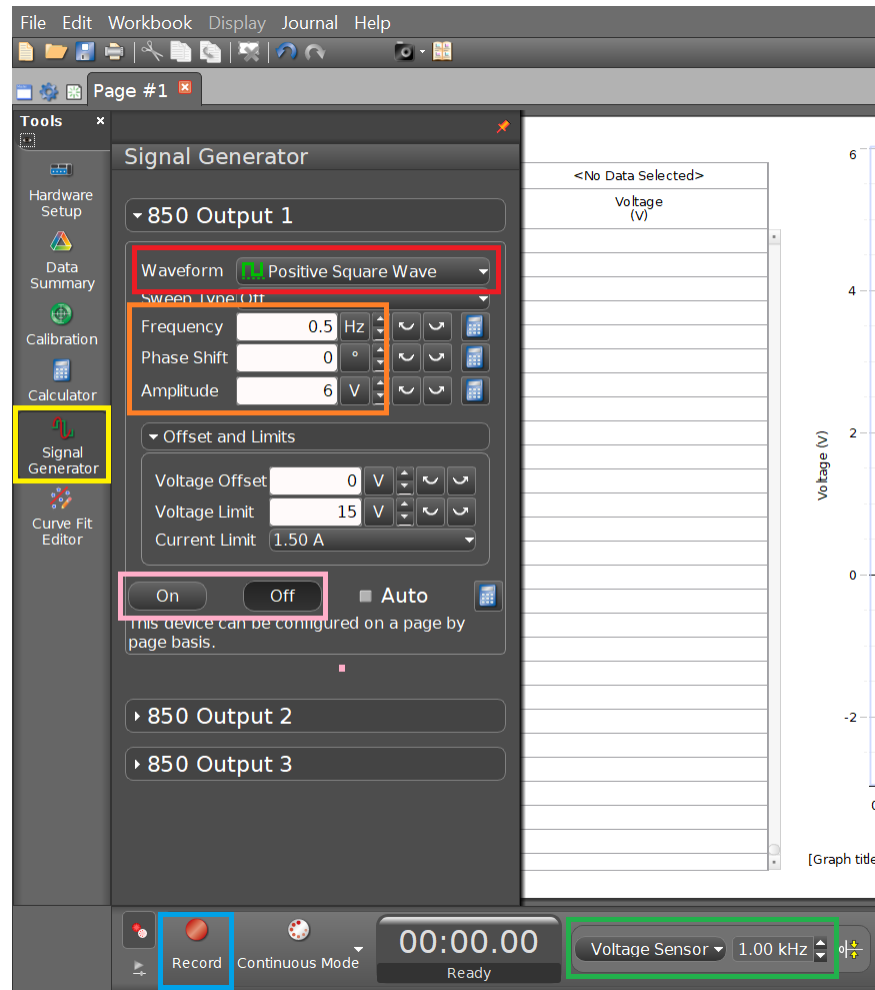 File Edit Workbook Display Journal Help
Page #1
Tools
Hardware
Setup
Data
Summary
Calibration
Calculator
Signal
Generator
Curve Fit
Editor
Signal Generator
850 Output 1
Waveform Positive Square Wave
Sweep Type Off
Frequency 0.5 Hz
Phase Shift 0 °
Amplitude 6 V
Offset and Limits
Voltage Offset 0 V
Voltage Limit 15 V
Current Limit 1.50 A
On Off Auto
This device can be configured on a page by
page basis.
850 Output 2
850 Output 3
<No Data Selected>
Voltage
(V)
6
4
2
0
-2
Voltage (V)
0
[Graph title
Record
Continuous Mode
00:00.00
Ready
Voltage Sensor 1.00 kHz